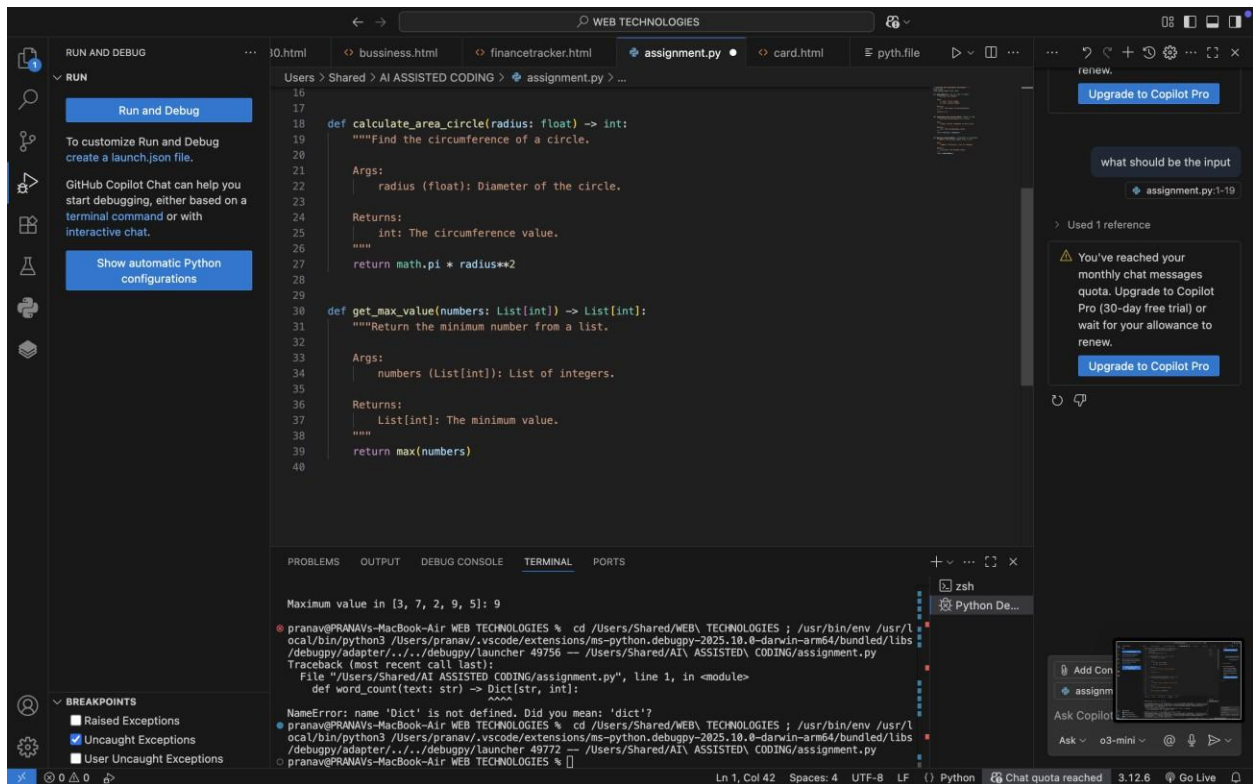 WEB TECHNOLOGIES
RUN AND DEBUG
RUN
Run and Debug
To customize Run and Debug
create a launch.json file.
GitHub Copilot Chat can help you
start debugging, either based on a
terminal command or with
interactive chat.
Show automatic Python
configurations
BREAKPOINTS
Raised Exceptions
Uncaught Exceptions
User Uncaught Exceptions
30.html bussiness.html financetracker.html assignment.py card.html pyth.file
Users > Shared > AI ASSISTED CODING > assignment.py > ...
16
17
18 def calculate_area_circle(radius: float) -> int:
19 """Find the circumference of a circle.
20
21 Args:
22 radius (float): Diameter of the circle.
23
24 Returns:
25 int: The circumference value.
26 """
27 return math.pi * radius**2
28
29
30 def get_max_value(numbers: List[int]) -> List[int]:
31 """Return the minimum number from a list.
32
33 Args:
34 numbers (List[int]): List of integers.
35
36 Returns:
37 List[int]: The minimum value.
38 """
39 return max(numbers)
40
PROBLEMS OUTPUT DEBUG CONSOLE TERMINAL PORTS
Maximum value in [3, 7, 2, 9, 5]: 9
pranav@PRANAVs-MacBook-Air WEB TECHNOLOGIES % cd /Users/Shared/WEB\ TECHNOLOGIES ; /usr/bin/env /usr/l
ocal/bin/python3 /Users/pranav/.vscode/extensions/ms-python.debugpy-2025.10.0-darwin-arm64/bundled/libs
/debugpy/adapter/../../debugpy/launcher 49756 -- /Users/Shared/AI\ ASSISTED\ CODING/assignment.py
Traceback (most recent call last):
File "/Users/Shared/AI ASSISTED CODING/assignment.py", line 1, in <module>
def word_count(text: str) -> Dict[str, int]:
^^^^
NameError: name 'Dict' is not defined. Did you mean: 'dict'?
pranav@PRANAVs-MacBook-Air WEB TECHNOLOGIES % cd /Users/Shared/WEB\ TECHNOLOGIES ; /usr/bin/env /usr/l
ocal/bin/python3 /Users/pranav/.vscode/extensions/ms-python.debugpy-2025.10.0-darwin-arm64/bundled/libs
/debugpy/adapter/../../debugpy/launcher 49772 -- /Users/Shared/AI\ ASSISTED\ CODING/assignment.py
pranav@PRANAVs-MacBook-Air WEB TECHNOLOGIES %
zsh
Python De...
renew.
Upgrade to Copilot Pro
what should be the input
assignment.py:1-19
Used 1 reference
You've reached your
monthly chat messages
quota. Upgrade to Copilot
Pro (30-day free trial) or
wait for your allowance to
renew.
Upgrade to Copilot Pro
Add Con
assignm
Ask Copilot
Ask o3-mini
0 0 Ln 1, Col 42 Spaces: 4 UTF-8 LF {} Python Chat quota reached 3.12.6 Go Live